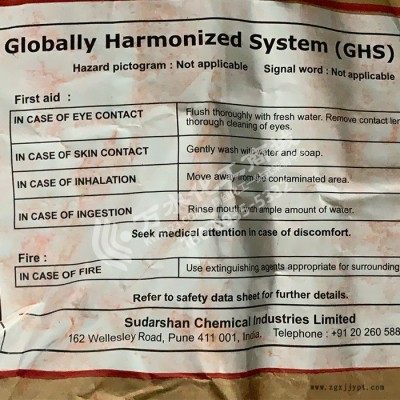 Globally Harmonized System (GHS)
Hazard pictogram : Not applicable Signal word : Not applicable
First aid :
IN CASE OF EYE CONTACT
Flush thoroughly with fresh water. Remove contact
thorough cleaning of eyes.
IN CASE OF SKIN CONTACT
Gently wash with water and soap.
IN CASE OF INHALATION
Move away from the contaminated area.
IN CASE OF INGESTION
Rinse mouth with ample amount of water.
Seek medical attention in case of discomfort.
Fire :
IN CASE OF FIRE
Use extinguishing agents appropriate for surrounding
Refer to safety data sheet for further details.
Sudarshan Chemical Industries Limited
162 Wellesley Road, Pune 411 001, India. Telephone : +91 20 260 588
www.zgzjjypt.com